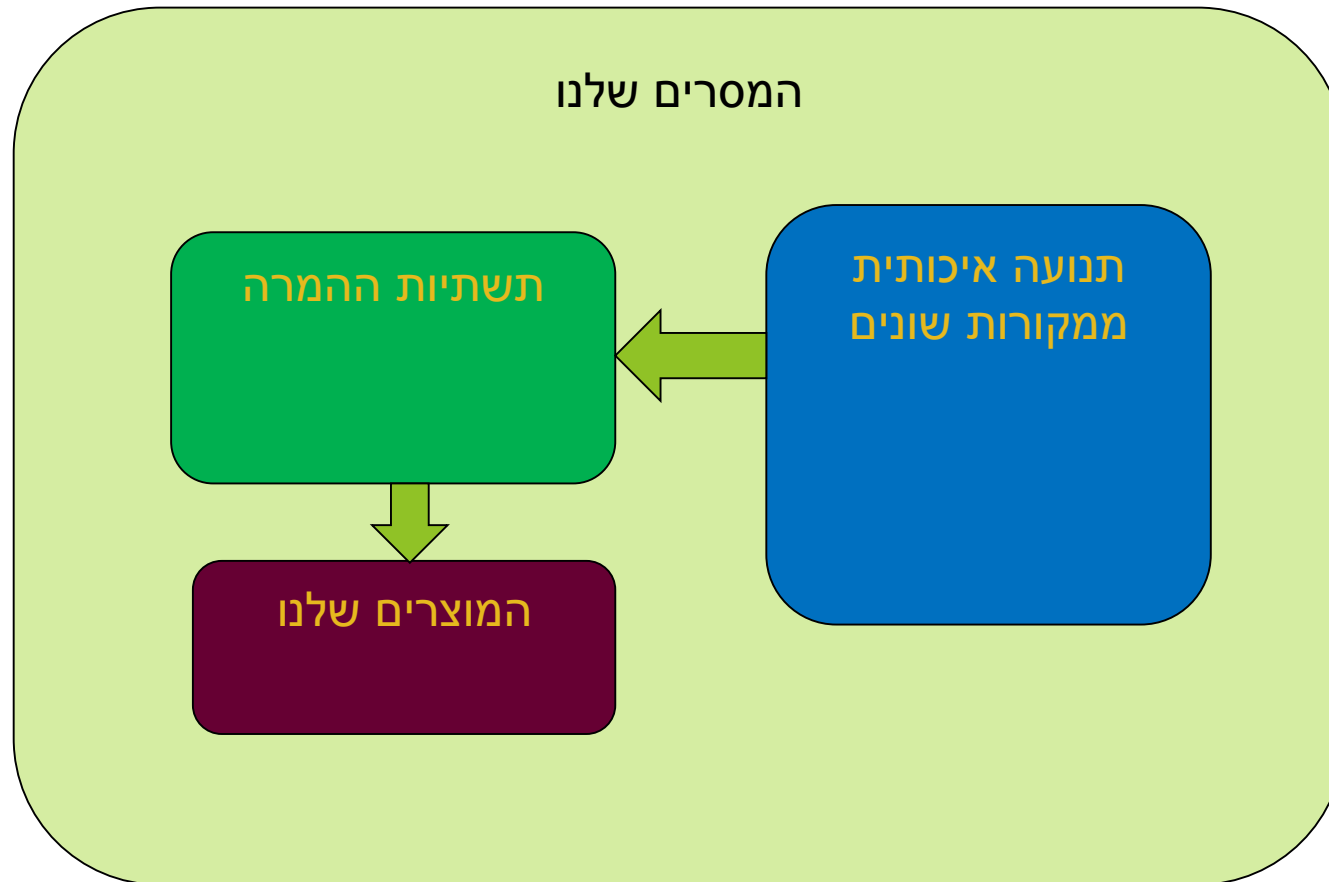 המסרים שלנו
תנועה איכותית
ממקורות שונים
תשתיות ההמרה
המוצרים שלנו